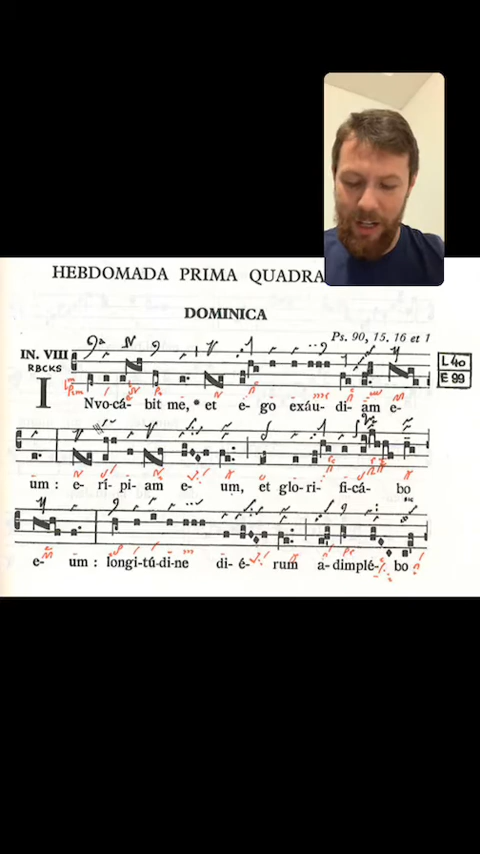 HEBDOMADA PRIMA QUADRA
DOMINICA
Ps. 90, 15. 16 et 1
IN. VIII
RBCKS
L 40
E 99
INvo-cá- bit me, * et e- go exáu- di- am e-
um : e- rí- pi- am e- um, et glo-ri- fi-cá- bo
e- um : longi-tú-di-ne di- é- rum a-dimplé- bo